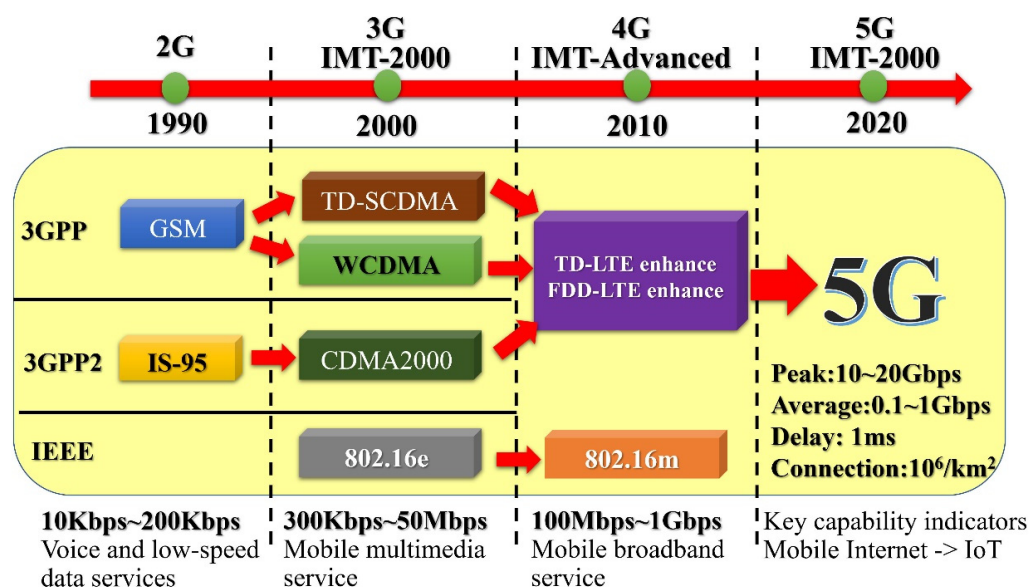 2G
3G
IMT-2000
4G
IMT-Advanced
5G
IMT-2000
1990
2000
2010
2020
3GPP
GSM
TD-SCDMA
WCDMA
TD-LTE enhance
FDD-LTE enhance
5G
3GPP2
IS-95
CDMA2000
Peak:10~20Gbps
Average:0.1~1Gbps
Delay: 1ms
Connection:10⁶/km²
IEEE
802.16e
802.16m
10Kbps~200Kbps
Voice and low-speed
data services
300Kbps~50Mbps
Mobile multimedia
service
100Mbps~1Gbps
Mobile broadband
service
Key capability indicators
Mobile Internet -> IoT